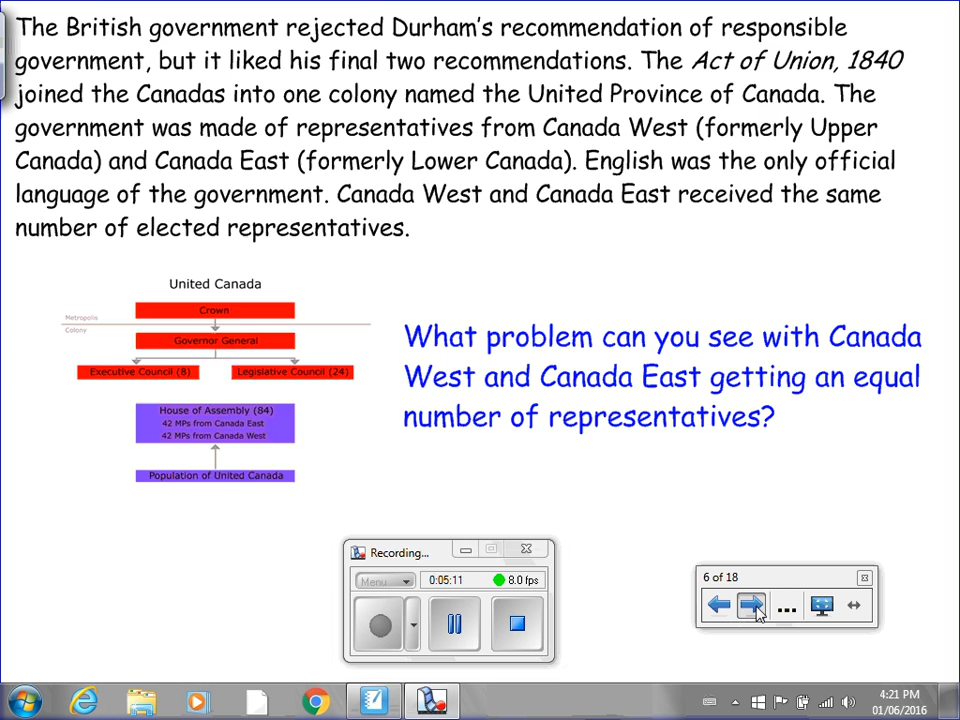 The British government rejected Durham's recommendation of responsible
government, but it liked his final two recommendations. The Act of Union, 1840
joined the Canadas into one colony named the United Province of Canada. The
government was made of representatives from Canada West (formerly Upper
Canada) and Canada East (formerly Lower Canada). English was the only official
language of the government. Canada West and Canada East received the same
number of elected representatives.
United Canada
Crown
Metropolis
Colony
Governor General
Executive Council (8)
Legislative Council (24)
House of Assembly (84)
42 MPs from Canada East
42 MPs from Canada West
Population of United Canada
What problem can you see with Canada
West and Canada East getting an equal
number of representatives?
Recording...
Menu
0:05:11
8.0 fps
6 of 18
...
4:21 PM
01/06/2016